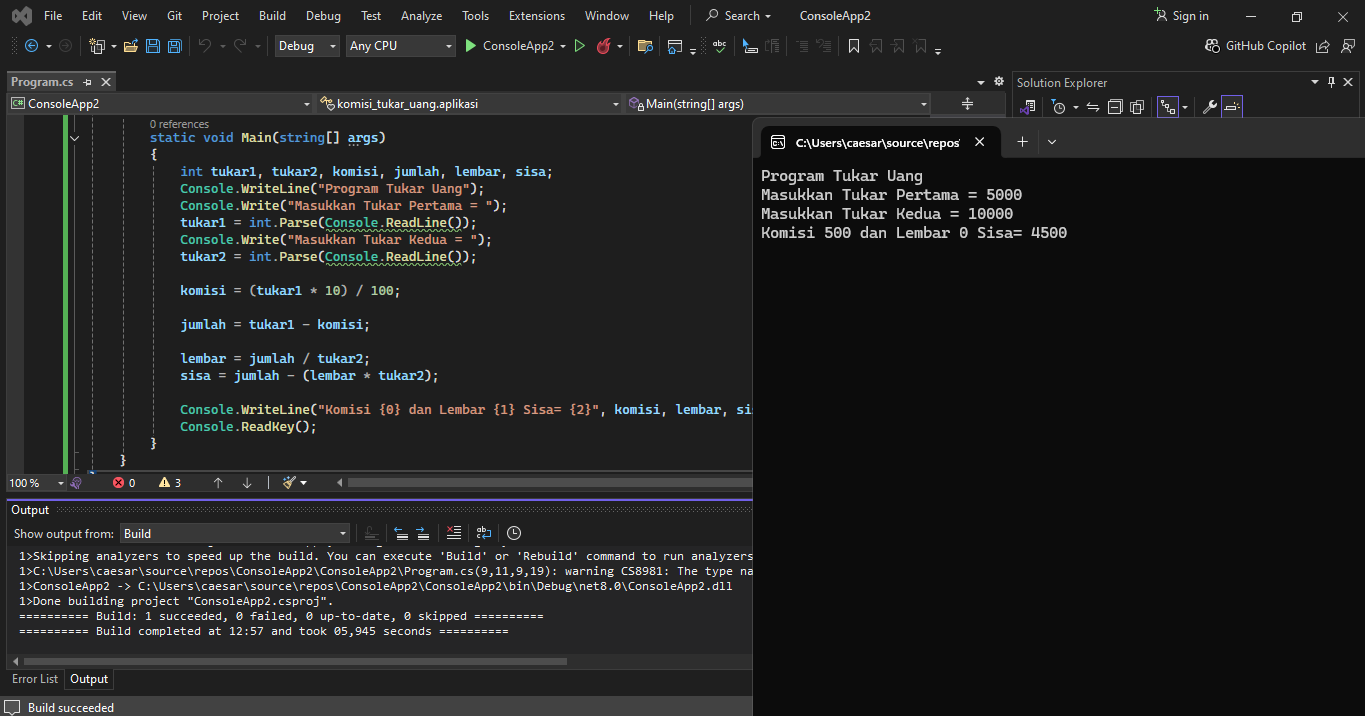 File Edit View Git Project Build Debug Test Analyze Tools Extensions Window Help Search ConsoleApp2 Sign in
Debug Any CPU ConsoleApp2 abc GitHub Copilot
Program.cs
Solution Explorer
C# ConsoleApp2 komisi_tukar_uang.aplikasi Main(string[] args)
0 references
static void Main(string[] args)
{
int tukar1, tukar2, komisi, jumlah, lembar, sisa;
Console.WriteLine("Program Tukar Uang");
Console.Write("Masukkan Tukar Pertama = ");
tukar1 = int.Parse(Console.ReadLine());
Console.Write("Masukkan Tukar Kedua = ");
tukar2 = int.Parse(Console.ReadLine());
komisi = (tukar1 * 10) / 100;
jumlah = tukar1 - komisi;
lembar = jumlah / tukar2;
sisa = jumlah - (lembar * tukar2);
Console.WriteLine("Komisi {0} dan Lembar {1} Sisa= {2}", komisi, lembar, sis
Console.ReadKey();
}
}
100 % 0 3
Output
Show output from: Build
1>Skipping analyzers to speed up the build. You can execute 'Build' or 'Rebuild' command to run analyzers
1>C:\Users\caesar\source\repos\ConsoleApp2\ConsoleApp2\Program.cs(9,11,9,19): warning CS8981: The type na
1>ConsoleApp2 -> C:\Users\caesar\source\repos\ConsoleApp2\ConsoleApp2\bin\Debug\net8.0\ConsoleApp2.dll
1>Done building project "ConsoleApp2.csproj".
========== Build: 1 succeeded, 0 failed, 0 up-to-date, 0 skipped ==========
========== Build completed at 12:57 and took 05,945 seconds ==========
Error List Output
Build succeeded
C:\Users\caesar\source\repos'
Program Tukar Uang
Masukkan Tukar Pertama = 5000
Masukkan Tukar Kedua = 10000
Komisi 500 dan Lembar 0 Sisa= 4500